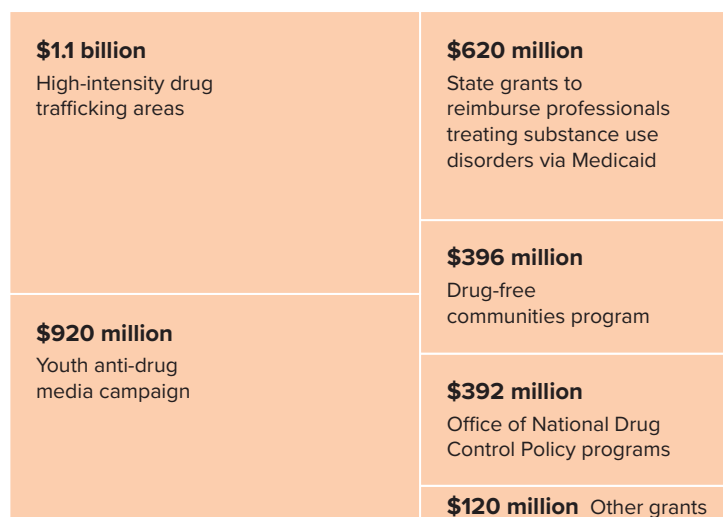 $1.1 billion
High-intensity drug
trafficking areas
$920 million
Youth anti-drug
media campaign
$620 million
State grants to
reimburse professionals
treating substance use
disorders via Medicaid
$396 million
Drug-free
communities program
$392 million
Office of National Drug
Control Policy programs
$120 million Other grants